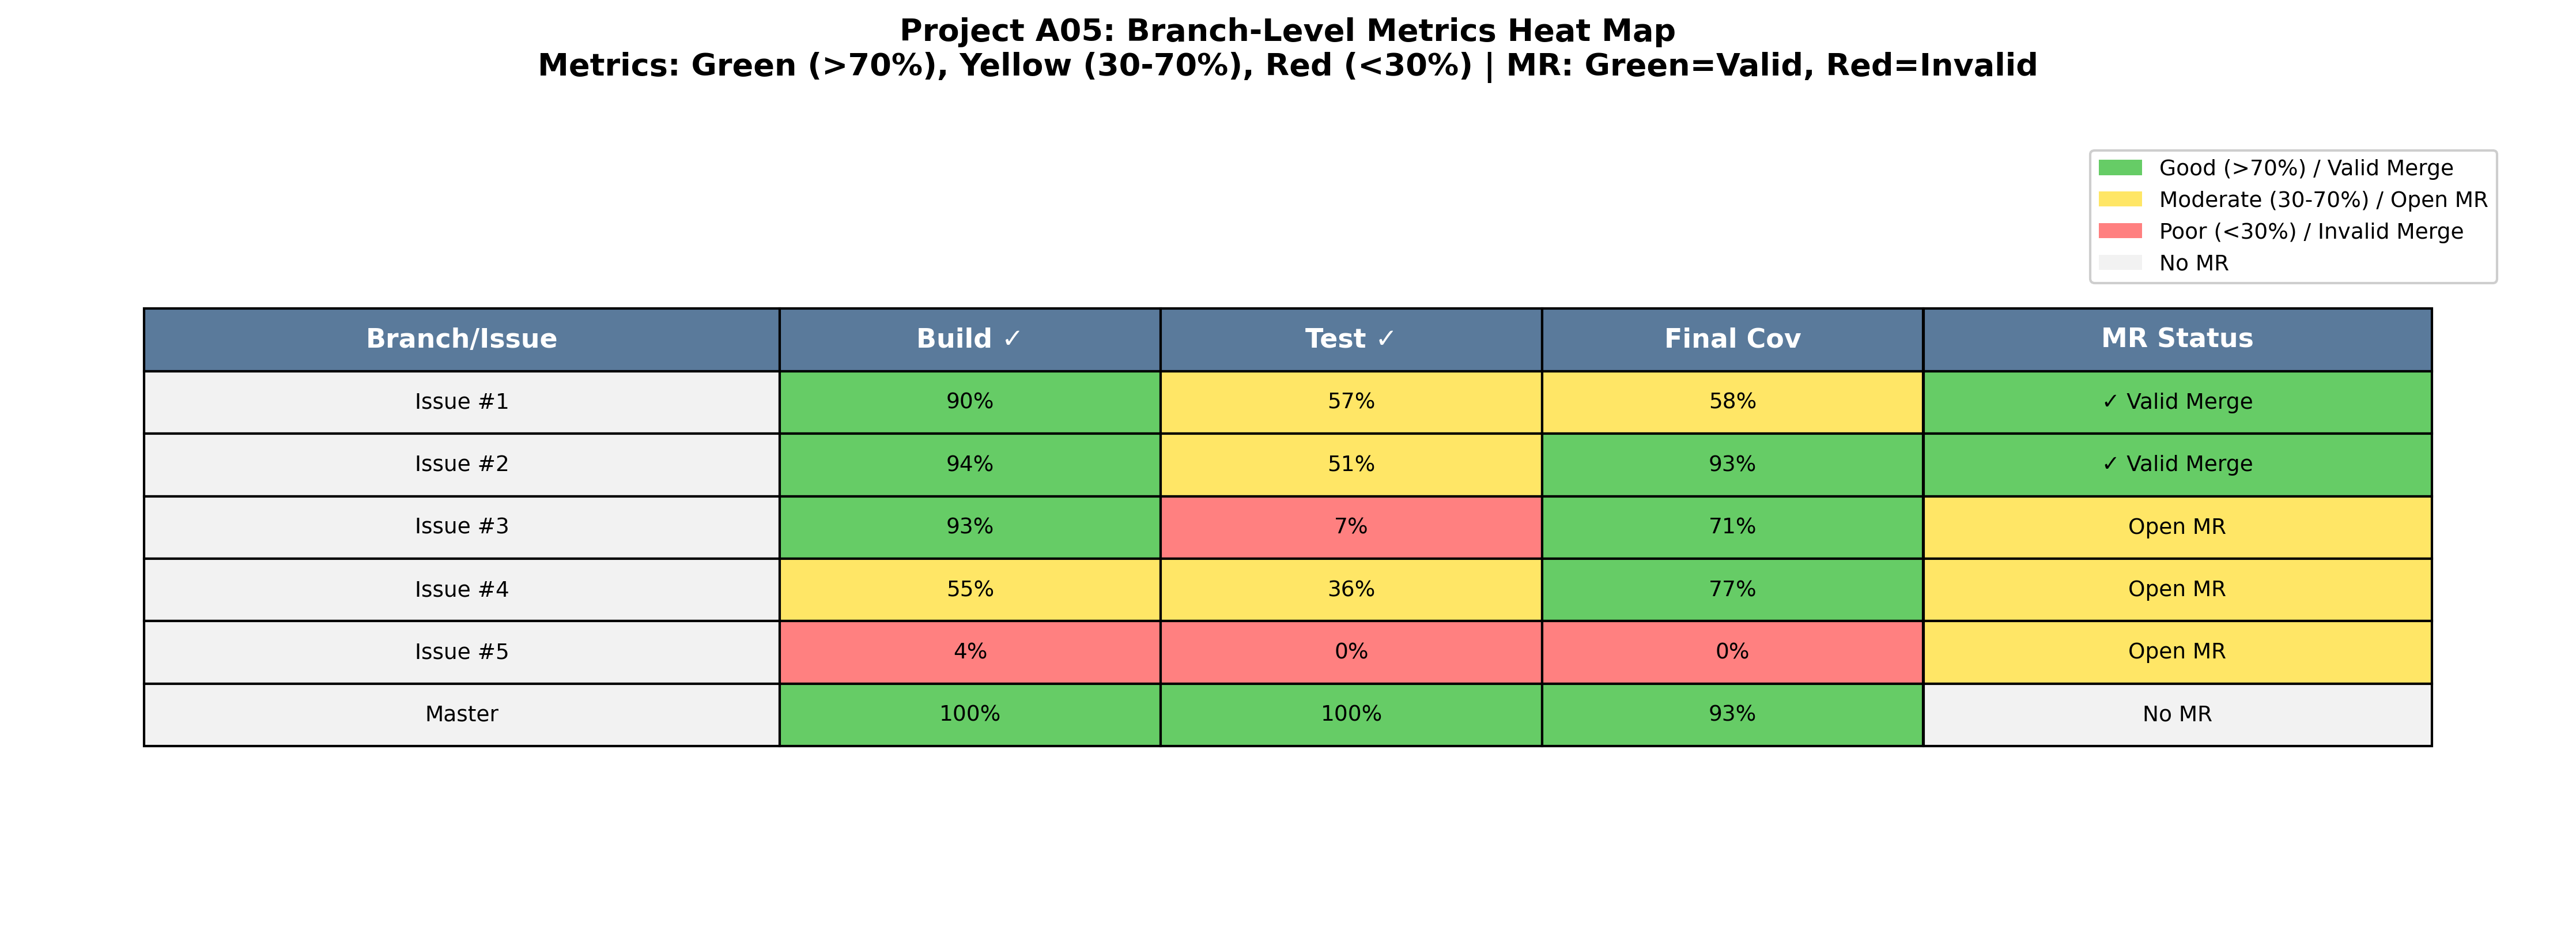 Project A05: Branch-Level Metrics Heat Map
Metrics: Green (>70%), Yellow (30-70%), Red (<30%) | MR: Green=Valid, Red=Invalid
Good (>70%) / Valid Merge
Moderate (30-70%) / Open MR
Poor (<30%) / Invalid Merge
No MR
Branch/Issue Build ✓ Test ✓ Final Cov MR Status
Issue #1 90% 57% 58% ✓ Valid Merge
Issue #2 94% 51% 93% ✓ Valid Merge
Issue #3 93% 7% 71% Open MR
Issue #4 55% 36% 77% Open MR
Issue #5 4% 0% 0% Open MR
Master 100% 100% 93% No MR